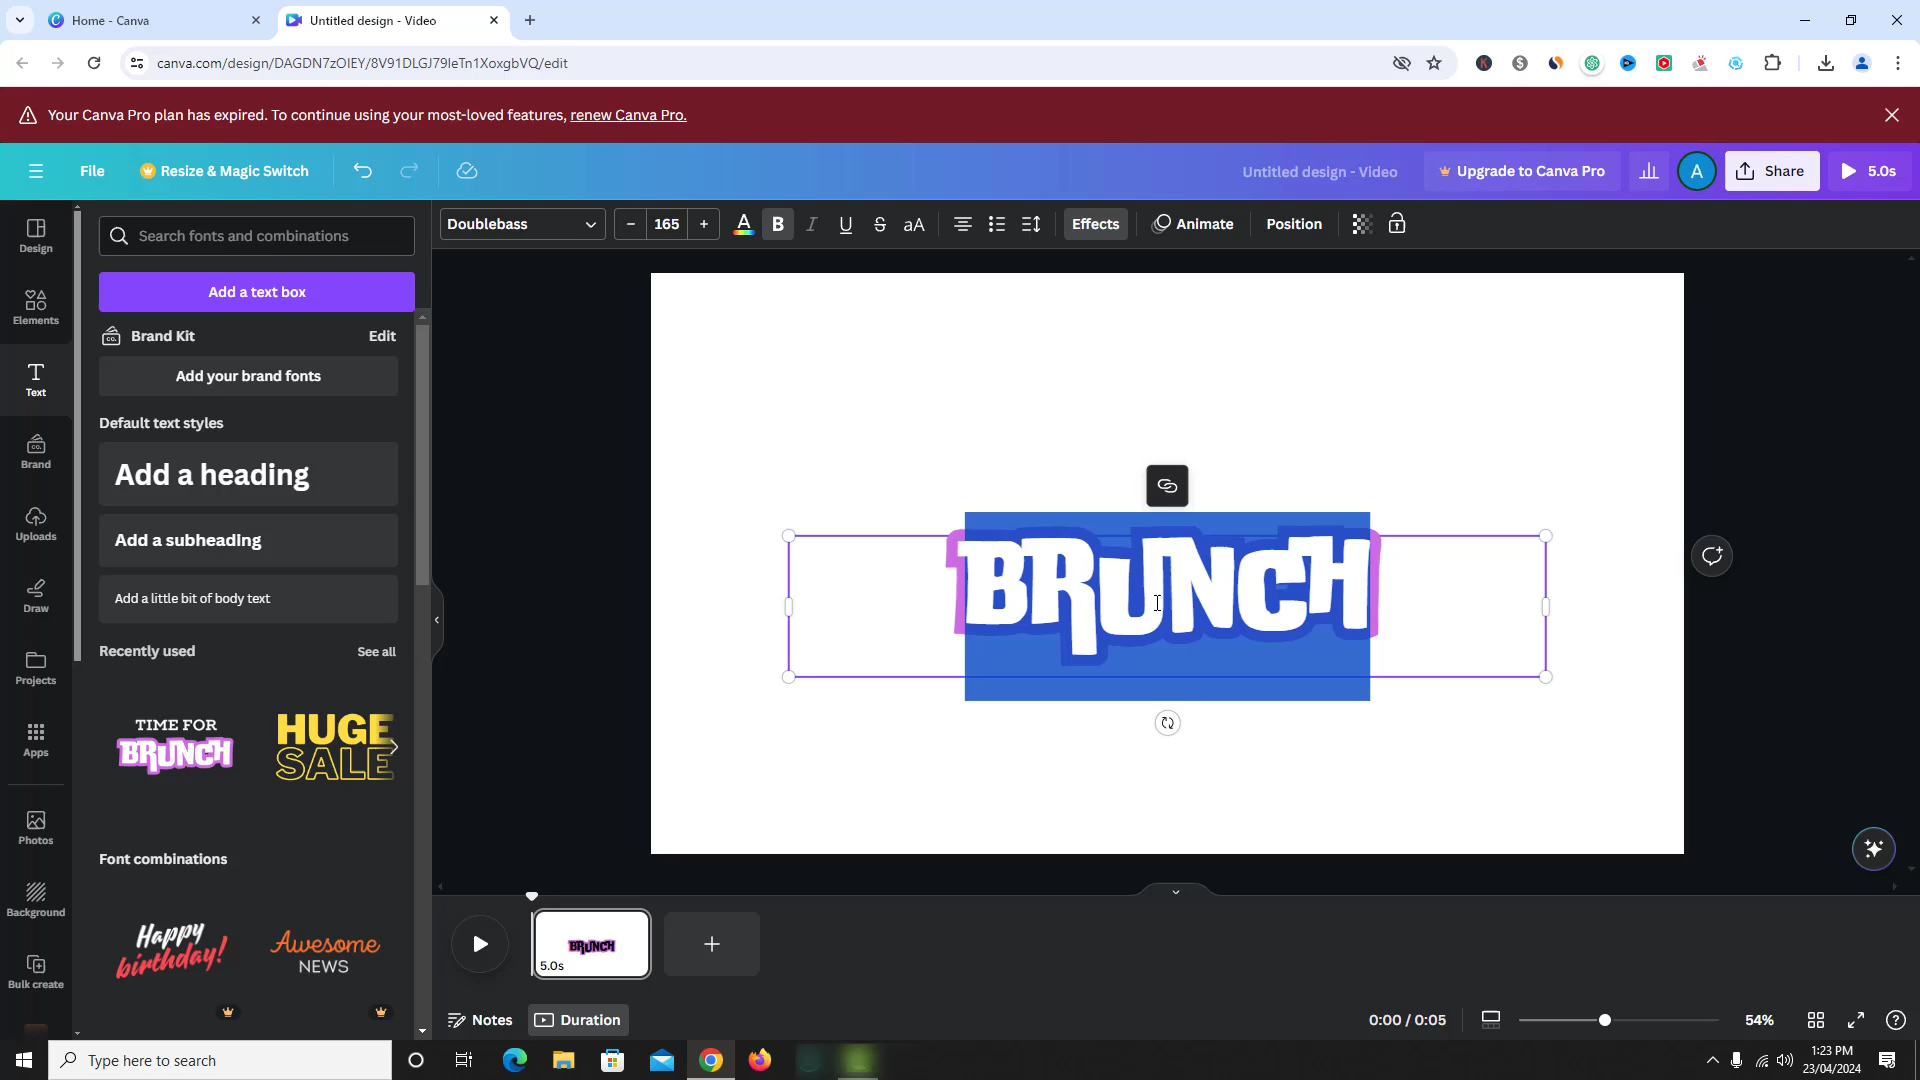 Home - Canva
Untitled design - Video
canva.com/design/DAGDN7zOIEY/8V91DLGJ79IeTn1XoxgbVQ/edit
Your Canva Pro plan has expired. To continue using your most-loved features, renew Canva Pro.
File
Resize & Magic Switch
Untitled design - Video
Upgrade to Canva Pro
A
Share
5.0s
Design
Elements
Text
Brand
Uploads
Draw
Projects
Apps
Photos
Background
Bulk create
Search fonts and combinations
Add a text box
Brand Kit
Edit
Add your brand fonts
Default text styles
Add a heading
Add a subheading
Add a little bit of body text
Recently used
See all
TIME FOR
BRUNCH
HUGE
SALE
Font combinations
Happy
birthday!
Awesome
NEWS
Doublebass
165
A
B
I
U
S
aA
Effects
Animate
Position
BRUNCH
BRUNCH
5.0s
Notes
Duration
0:00 / 0:05
54%
Type here to search
1:23 PM
23/04/2024